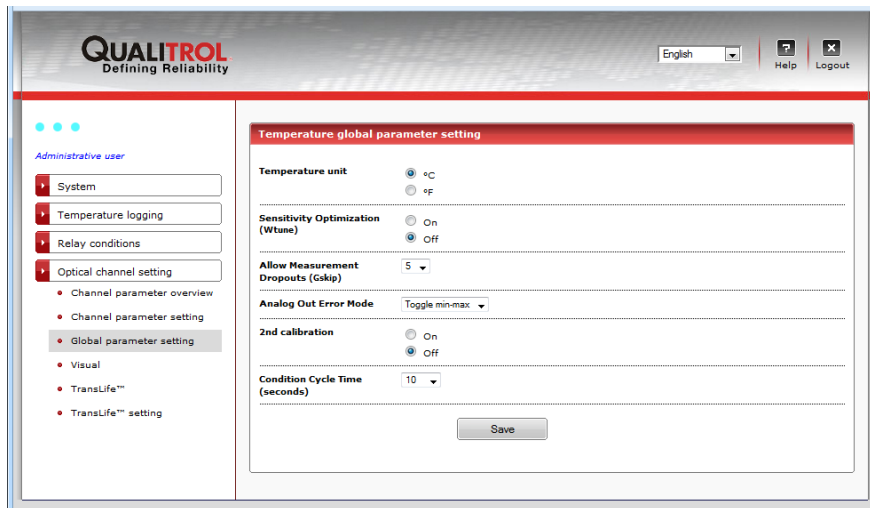 QUALITROL
Defining Reliability
English
?
Help
x
Logout
Administrative user
System
Temperature logging
Relay conditions
Optical channel setting
Channel parameter overview
Channel parameter setting
Global parameter setting
Visual
TransLife™
TransLife™ setting
Temperature global parameter setting
Temperature unit
°C
°F
Sensitivity Optimization
(Wtune)
On
Off
Allow Measurement
Dropouts (Gskip)
5
Analog Out Error Mode
Toggle min-max
2nd calibration
On
Off
Condition Cycle Time
(seconds)
10
Save